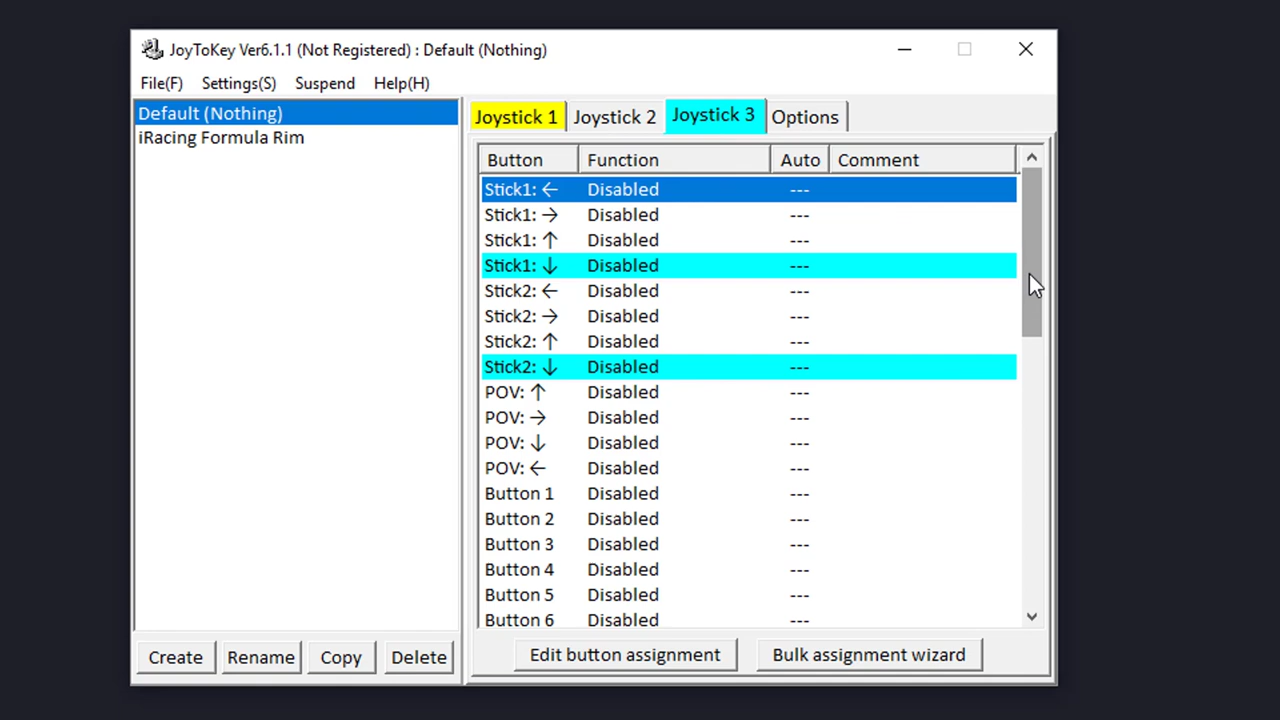 JoyToKey Ver6.1.1 (Not Registered) : Default (Nothing)
File(F) Settings(S) Suspend Help(H)
Default (Nothing)
iRacing Formula Rim
Create Rename Copy Delete
Joystick 1 Joystick 2 Joystick 3 Options
Button Function Auto Comment
Stick1: ← Disabled ---
Stick1: → Disabled ---
Stick1: ↑ Disabled ---
Stick1: ↓ Disabled ---
Stick2: ← Disabled ---
Stick2: → Disabled ---
Stick2: ↑ Disabled ---
Stick2: ↓ Disabled ---
POV: ↑ Disabled ---
POV: → Disabled ---
POV: ↓ Disabled ---
POV: ← Disabled ---
Button 1 Disabled ---
Button 2 Disabled ---
Button 3 Disabled ---
Button 4 Disabled ---
Button 5 Disabled ---
Button 6 Disabled ---
Edit button assignment Bulk assignment wizard